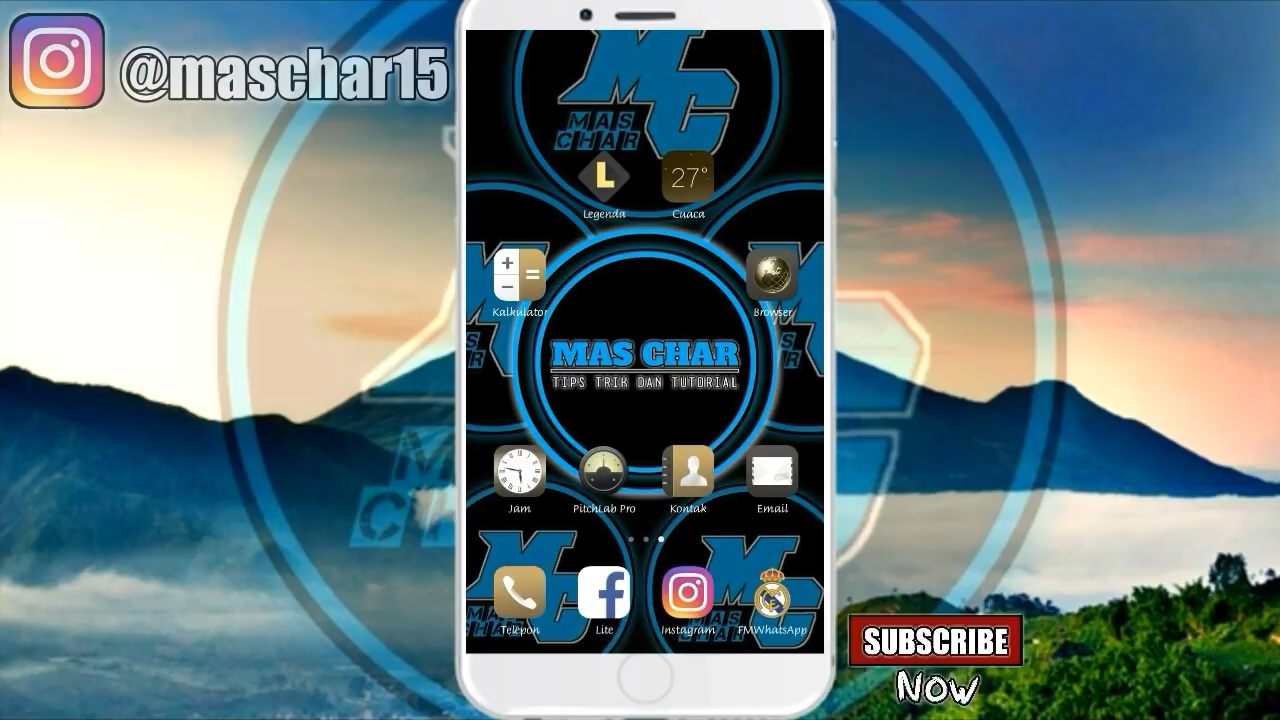 @maschar15
MC
MAS
CHAR
L
27°
Legenda
Cuaca
Kalkulator
Browser
MAS CHAR
TIPS TRIK DAN TUTORIAL
Jam
PitchLab Pro
Kontak
Email
Telepon
Lite
Instagram
FMWhatsApp
SUBSCRIBE
Now